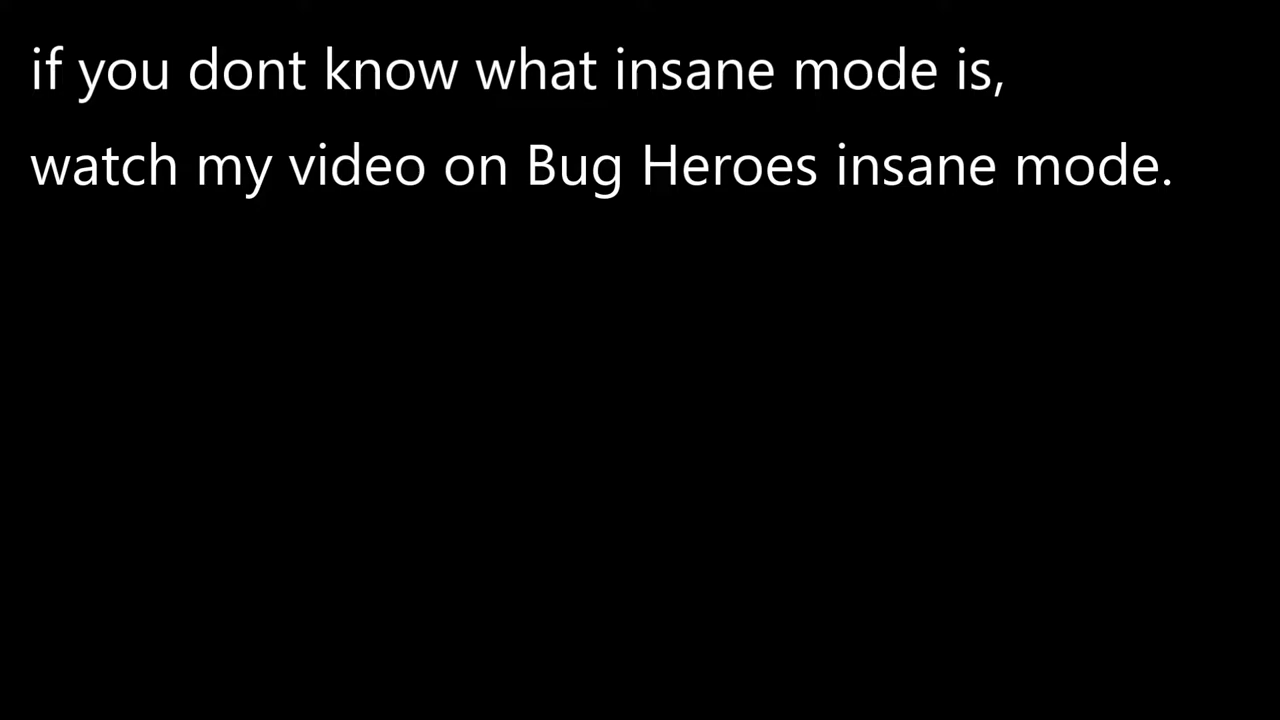 if you dont know what insane mode is,
watch my video on Bug Heroes insane mode.